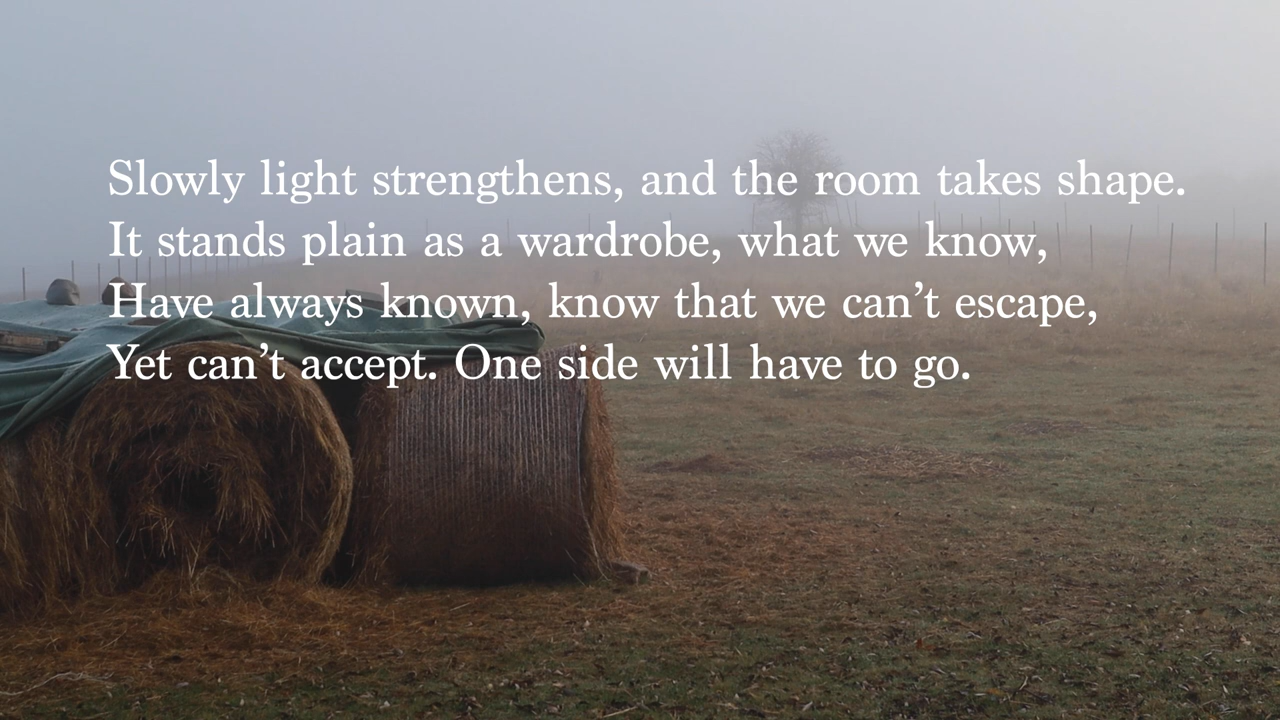 Slowly light strengthens, and the room takes shape.
It stands plain as a wardrobe, what we know,
Have always known, know that we can’t escape,
Yet can’t accept. One side will have to go.